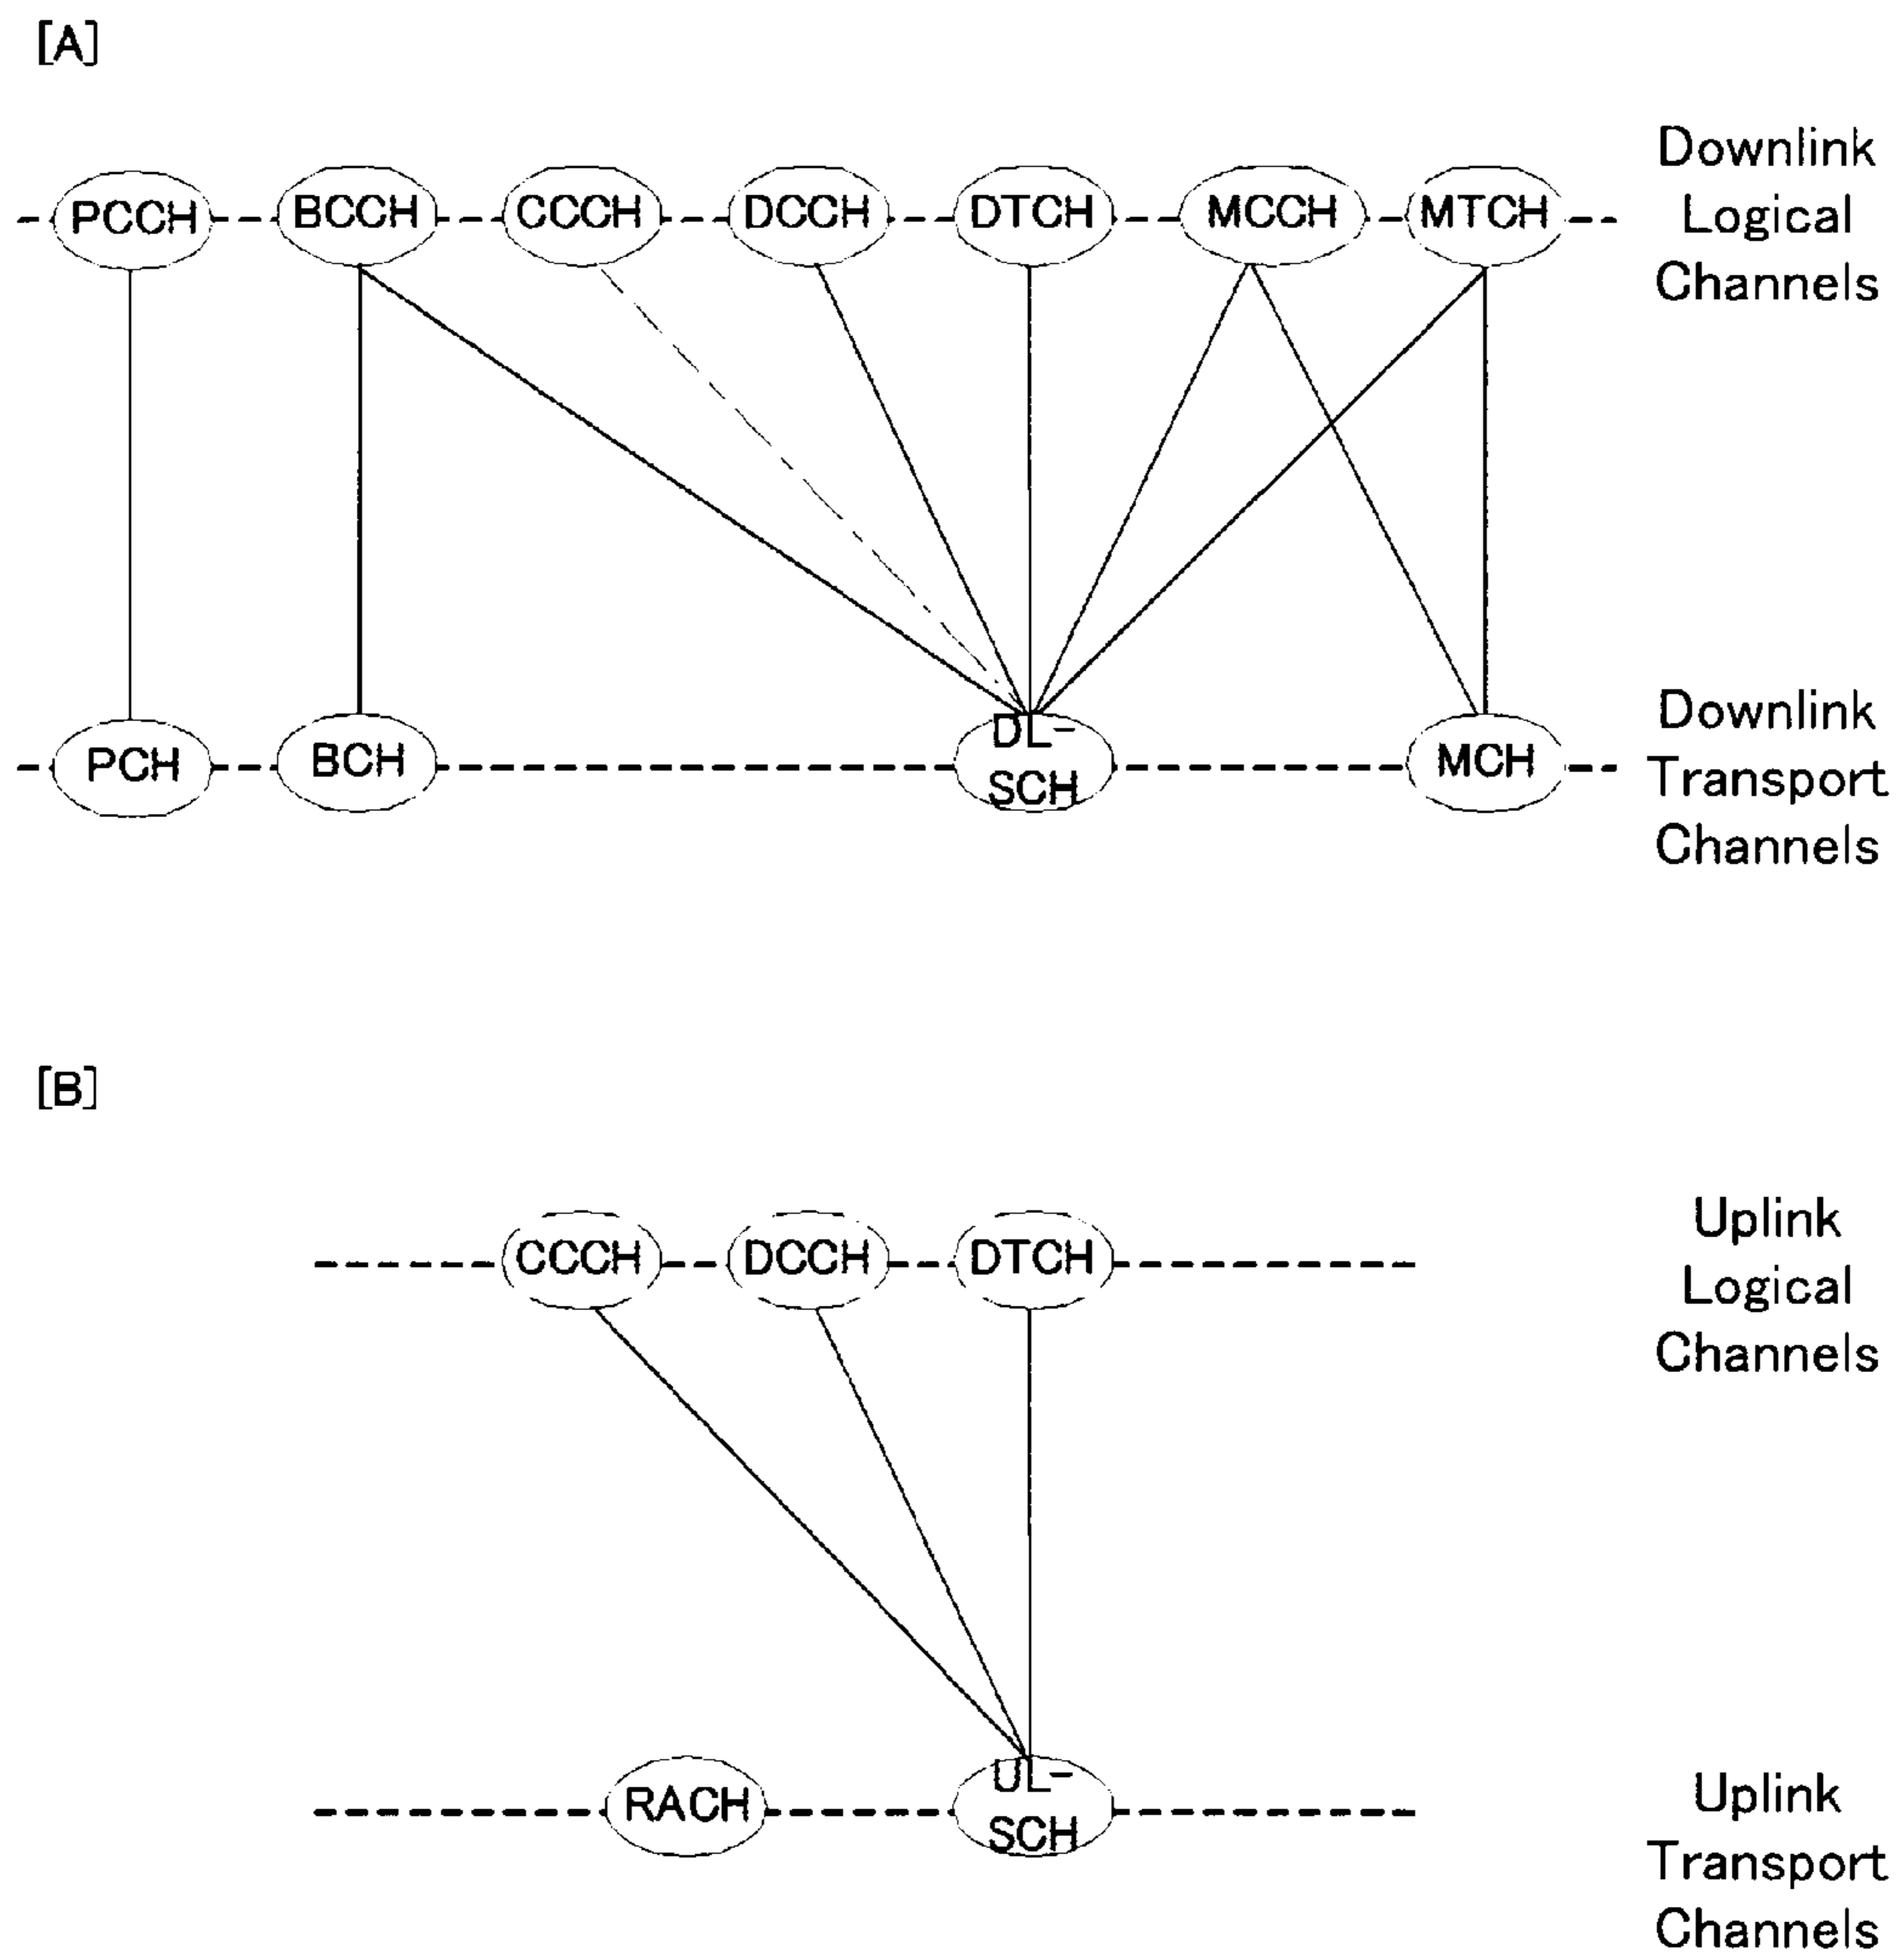 [A]
PCCH BCCH CCCH DCCH DTCH MCCH MTCH
Downlink
Logical
Channels
PCH BCH DL-
SCH
MCH
Downlink
Transport
Channels
[B]
CCCH DCCH DTCH
Uplink
Logical
Channels
RACH UL-
SCH
Uplink
Transport
Channels